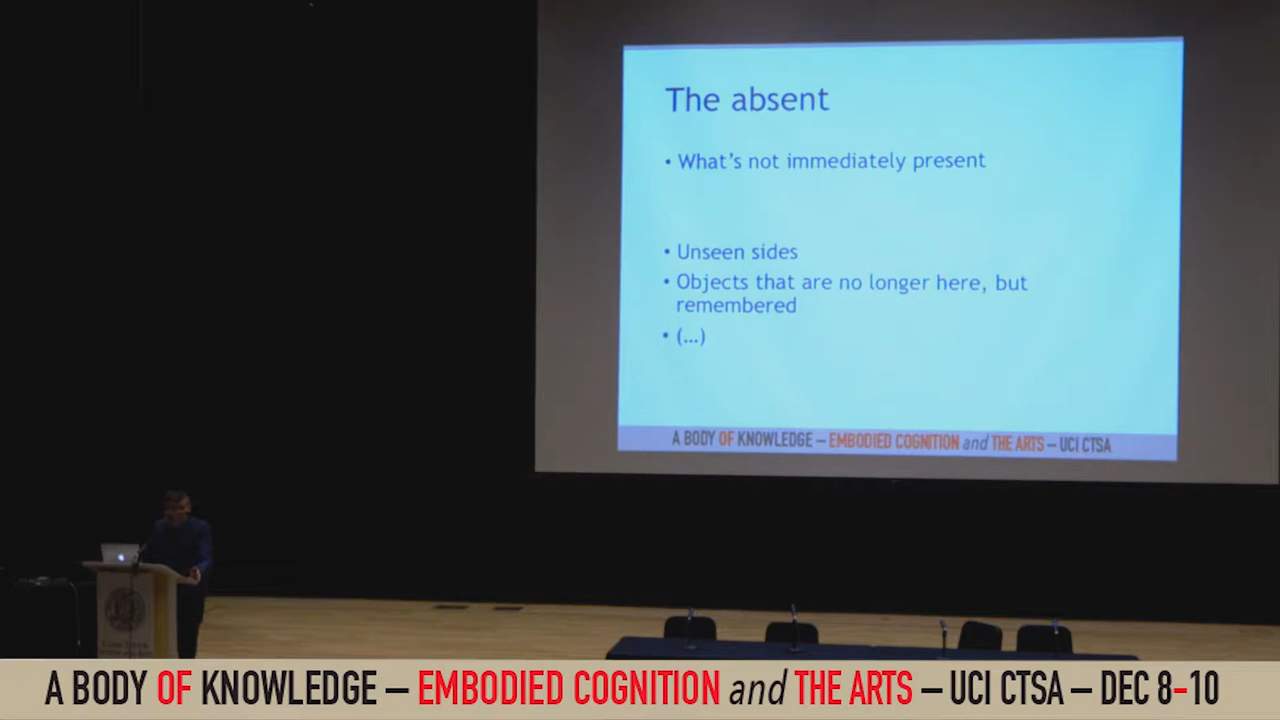 The absent
• What's not immediately present
• Unseen sides
• Objects that are no longer here, but
remembered
• (...)
A BODY OF KNOWLEDGE – EMBODIED COGNITION and THE ARTS – UCI CTSA
A BODY OF KNOWLEDGE – EMBODIED COGNITION and THE ARTS – UCI CTSA – DEC 8-10